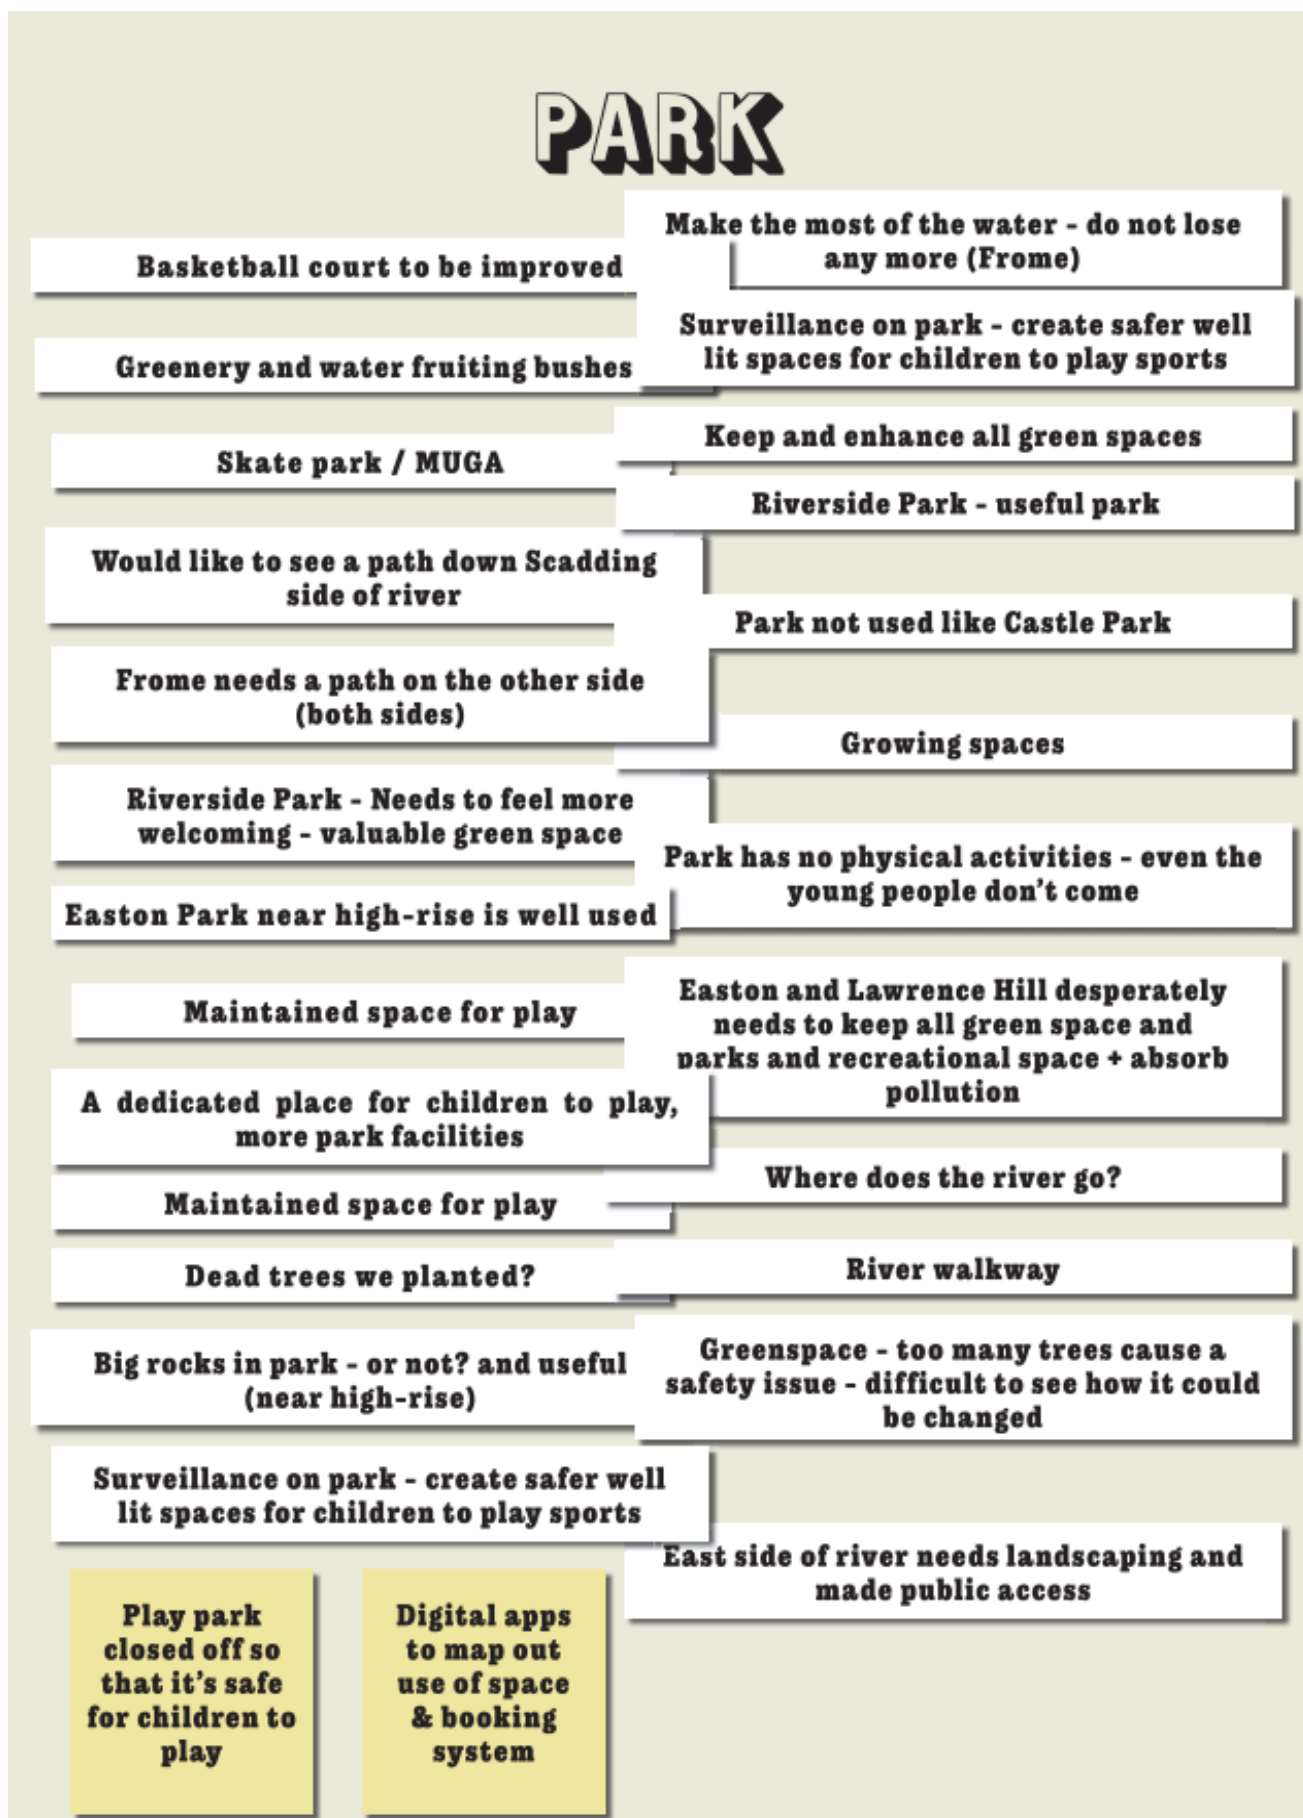 PARK
Basketball court to be improved
Greenery and water fruiting bushes
Skate park / MUGA
Would like to see a path down Scadding
side of river
Frome needs a path on the other side
(both sides)
Riverside Park - Needs to feel more
welcoming - valuable green space
Easton Park near high-rise is well used
Maintained space for play
A dedicated place for children to play,
more park facilities
Maintained space for play
Dead trees we planted?
Big rocks in park - or not? and useful
(near high-rise)
Surveillance on park - create safer well
lit spaces for children to play sports
Make the most of the water - do not lose
any more (Frome)
Surveillance on park - create safer well
lit spaces for children to play sports
Keep and enhance all green spaces
Riverside Park - useful park
Park not used like Castle Park
Growing spaces
Park has no physical activities - even the
young people don't come
Easton and Lawrence Hill desperately
needs to keep all green space and
parks and recreational space + absorb
pollution
Where does the river go?
River walkway
Greenspace - too many trees cause a
safety issue - difficult to see how it could
be changed
East side of river needs landscaping and
made public access
Play park
closed off so
that it's safe
for children to
play
Digital apps
to map out
use of space
& booking
system